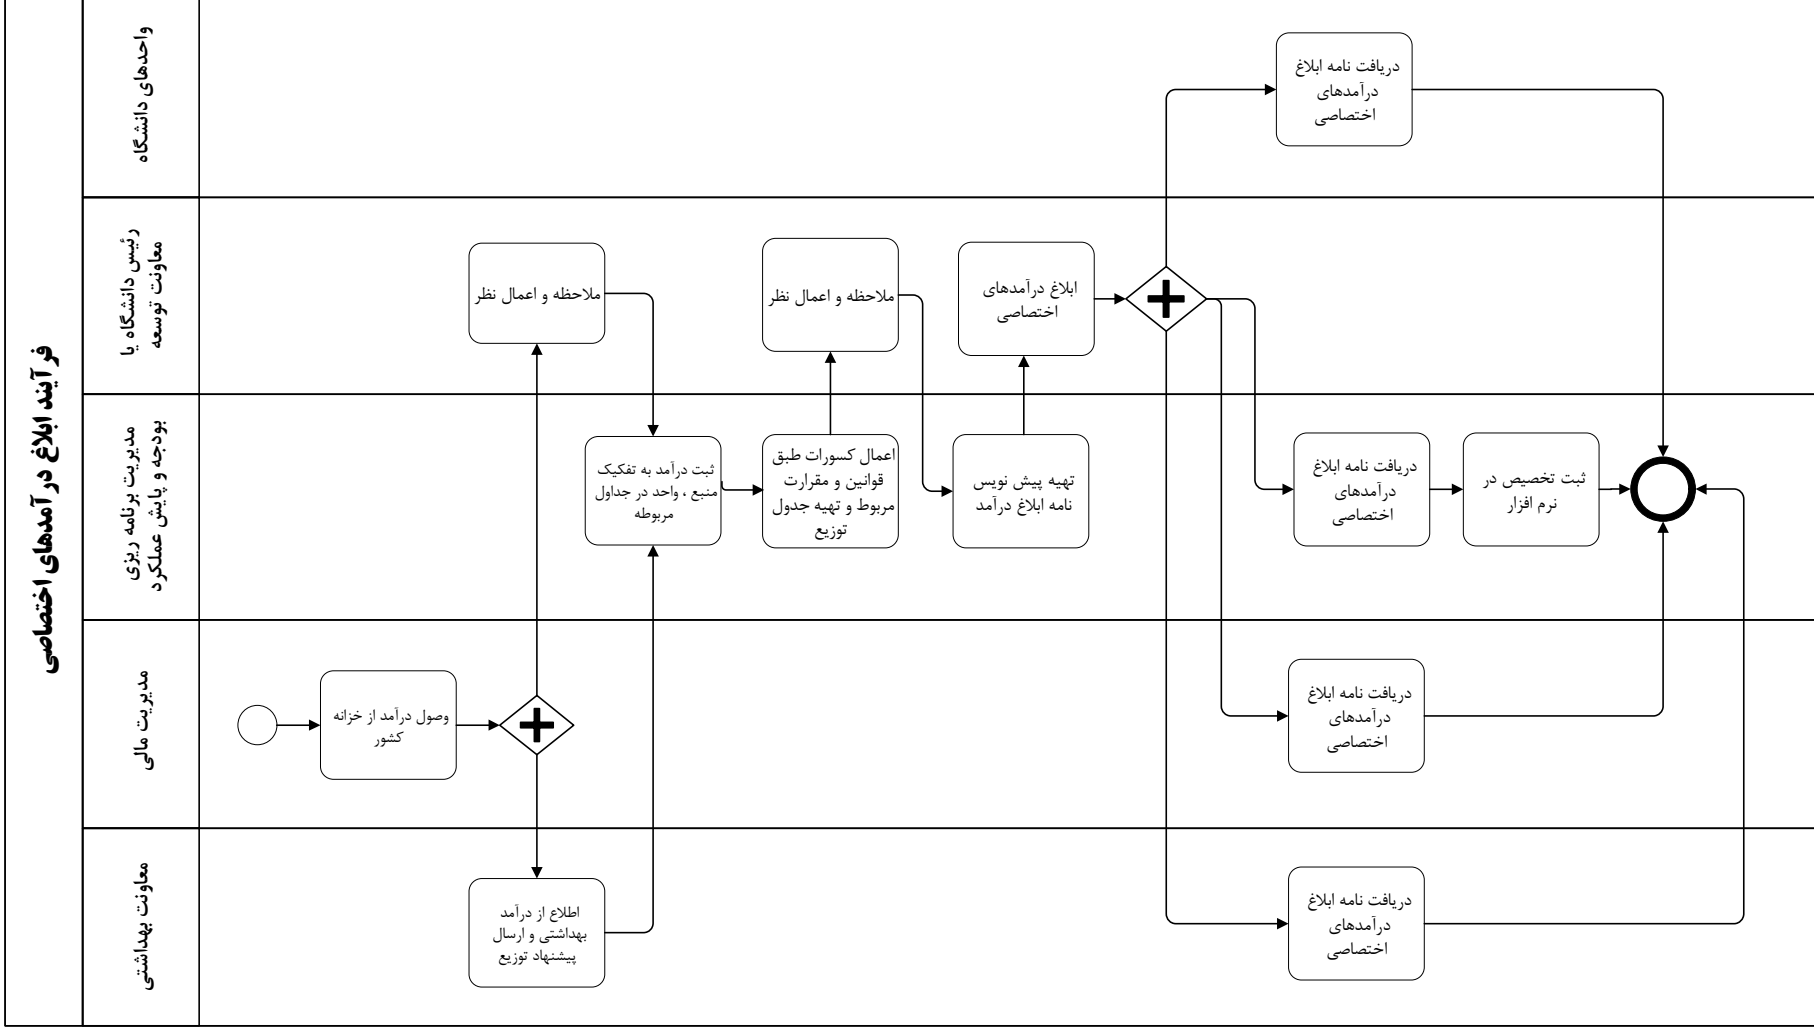 فرآیند ابلاغ درآمدهای اختصاصی
واحدهای دانشگاه
دریافت نامه ابلاغ
درآمدهای
اختصاصی
رئیس دانشگاه یا
معاونت توسعه
ملاحظه و اعمال نظر
ملاحظه و اعمال نظر
ابلاغ درآمدهای
اختصاصی
مدیریت برنامه ریزی
بودجه و پایش عملکرد
ثبت درآمد به تفکیک
منبع ، واحد در جداول
مربوطه
اعمال کسورات طبق
قوانین و مقرارت
مربوط و تهیه جدول
توزیع
تهیه پیش نویس
نامه ابلاغ درآمد
دریافت نامه ابلاغ
درآمدهای
اختصاصی
ثبت تخصیص در
نرم افزار
مدیریت مالی
وصول درآمد از خزانه
کشور
دریافت نامه ابلاغ
درآمدهای
اختصاصی
معاونت بهداشتی
اطلاع از درآمد
بهداشتی و ارسال
پیشنهاد توزیع
دریافت نامه ابلاغ
درآمدهای
اختصاصی